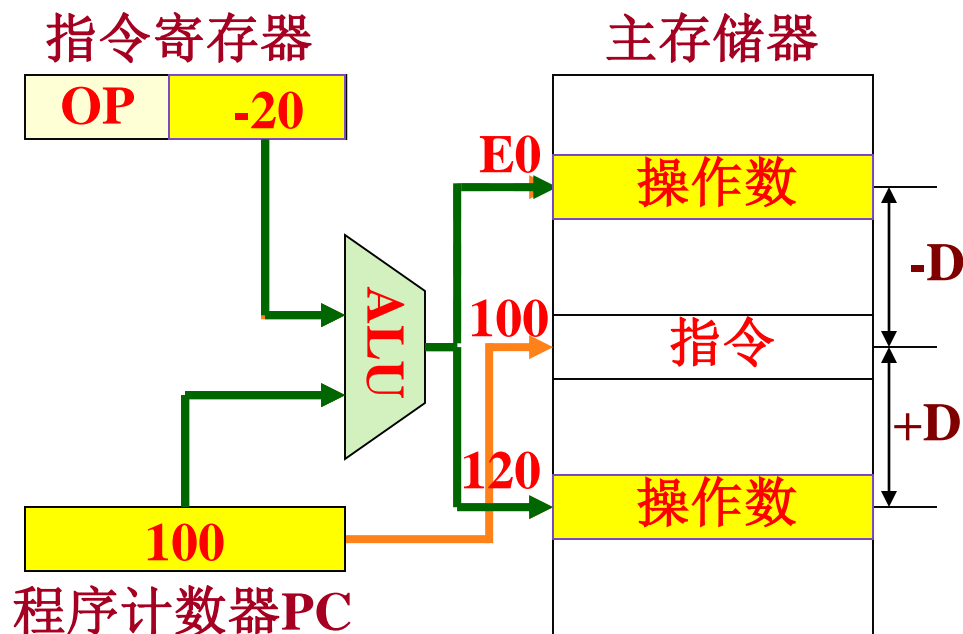 指令寄存器
主存储器
OP
-20
E0
操作数
-D
ALU
100
指令
+D
120
操作数
100
程序计数器PC